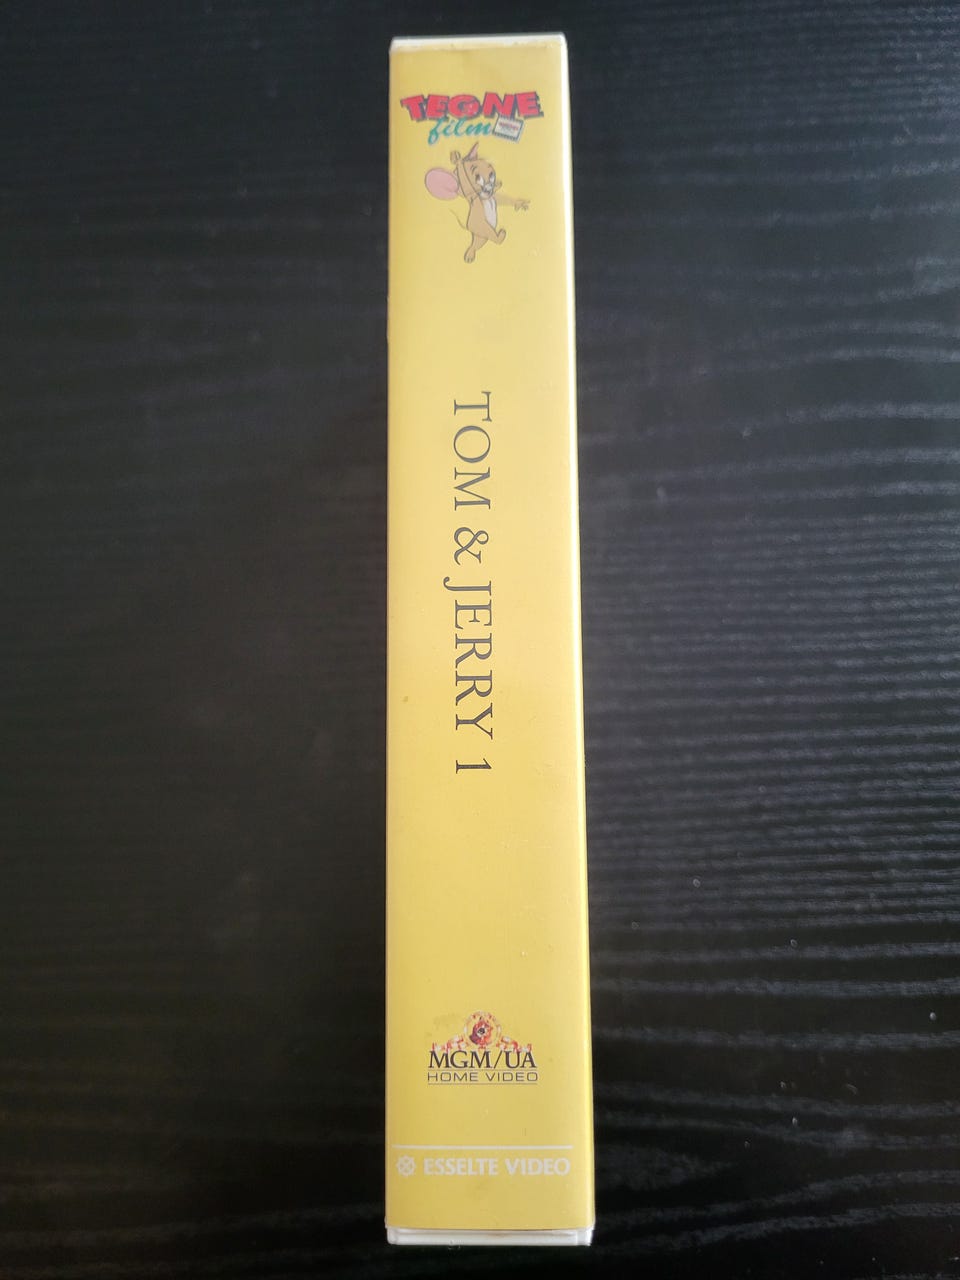 TEGNE
film
TOM & JERRY 1
MGM/UA
HOME VIDEO
ESSELTE VIDEO